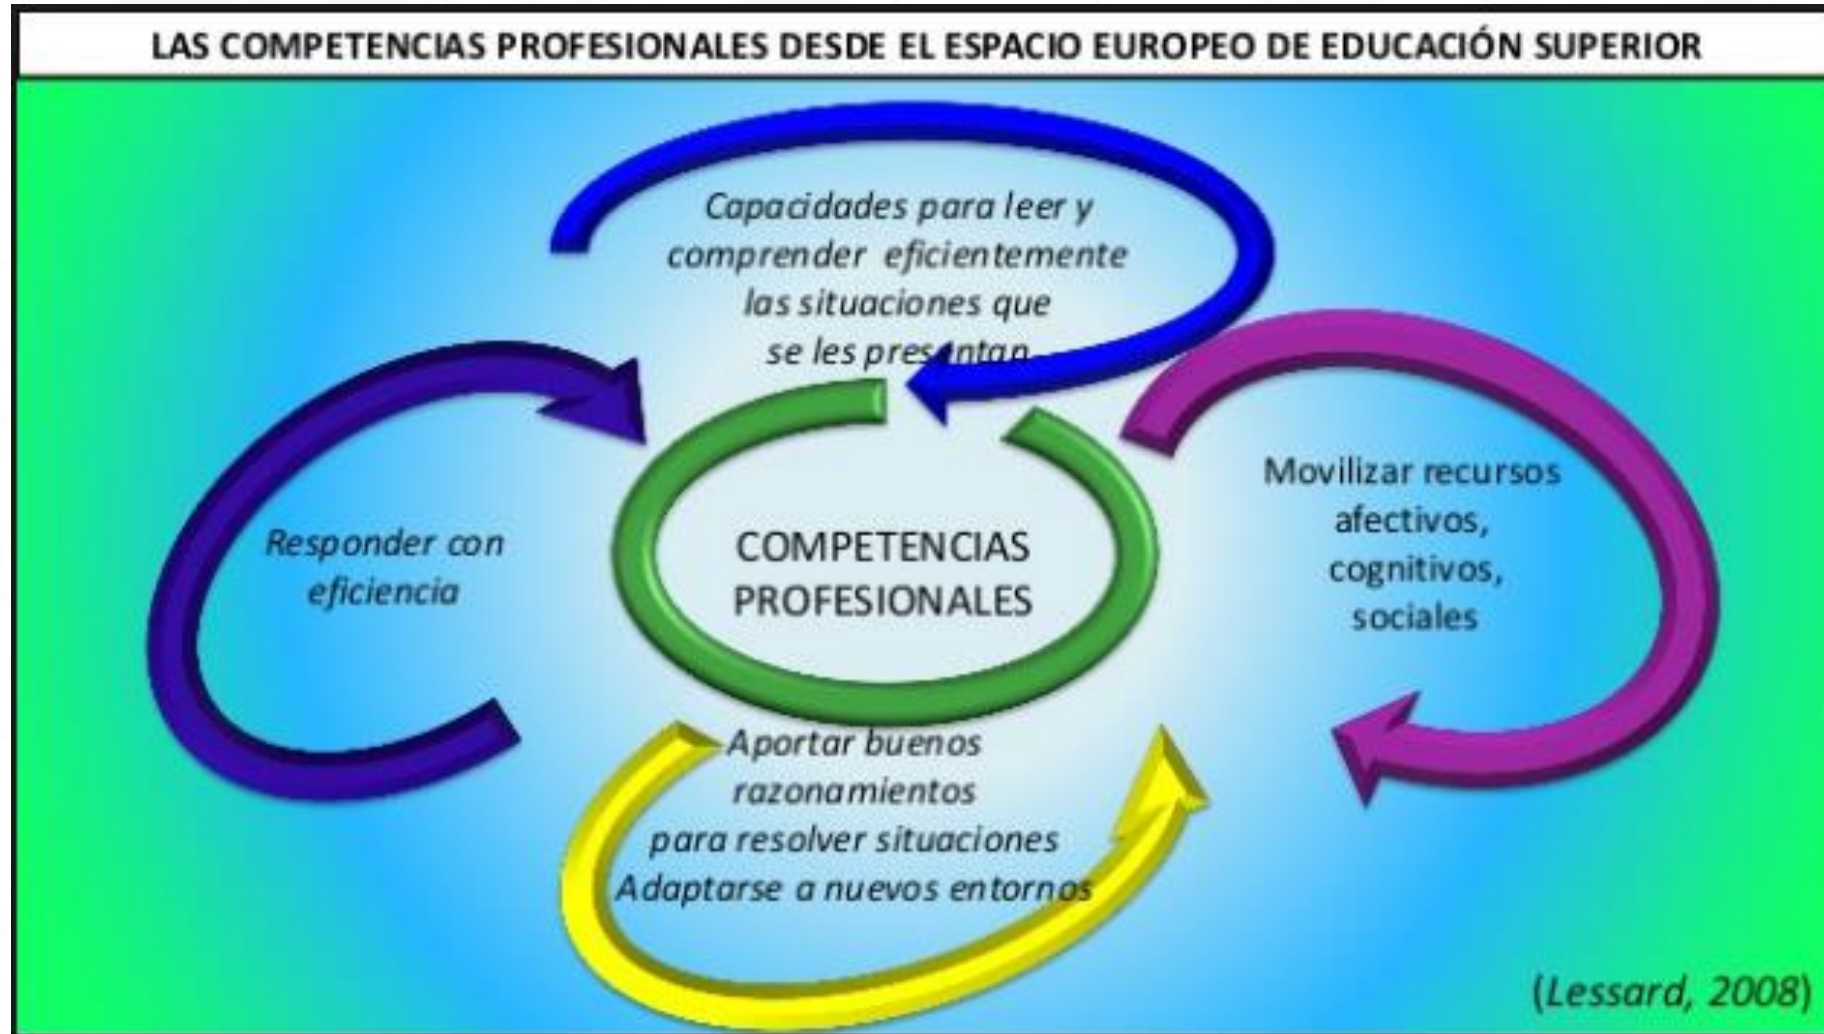 LAS COMPETENCIAS PROFESIONALES DESDE EL ESPACIO EUROPEO DE EDUCACIÓN SUPERIOR
Capacidades para leer y
comprender eficientemente
las situaciones que
se les presentan
Responder con
eficiencia
COMPETENCIAS
PROFESIONALES
Movilizar recursos
afectivos,
cognitivos,
sociales
Aportar buenos
razonamientos
para resolver situaciones
Adaptarse a nuevos entornos
(Lessard, 2008)